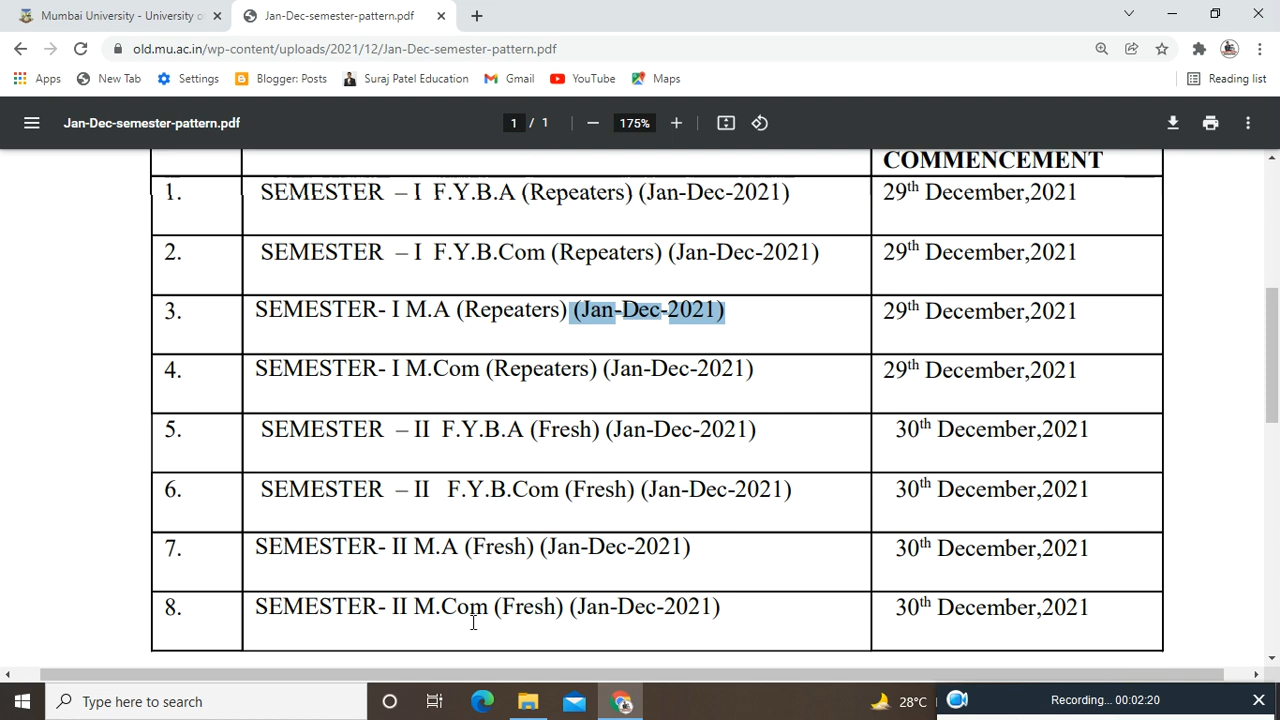 Mumbai University - University o
Jan-Dec-semester-pattern.pdf
old.mu.ac.in/wp-content/uploads/2021/12/Jan-Dec-semester-pattern.pdf
Apps New Tab Settings Blogger: Posts Suraj Patel Education Gmail YouTube Maps Reading list
Jan-Dec-semester-pattern.pdf 1 / 1 175%
COMMENCEMENT
1. SEMESTER – I F.Y.B.A (Repeaters) (Jan-Dec-2021) 29th December,2021
2. SEMESTER – I F.Y.B.Com (Repeaters) (Jan-Dec-2021) 29th December,2021
3. SEMESTER- I M.A (Repeaters) (Jan-Dec-2021) 29th December,2021
4. SEMESTER- I M.Com (Repeaters) (Jan-Dec-2021) 29th December,2021
5. SEMESTER – II F.Y.B.A (Fresh) (Jan-Dec-2021) 30th December,2021
6. SEMESTER – II F.Y.B.Com (Fresh) (Jan-Dec-2021) 30th December,2021
7. SEMESTER- II M.A (Fresh) (Jan-Dec-2021) 30th December,2021
8. SEMESTER- II M.Com (Fresh) (Jan-Dec-2021) 30th December,2021
Type here to search 28°C Recording... 00:02:20